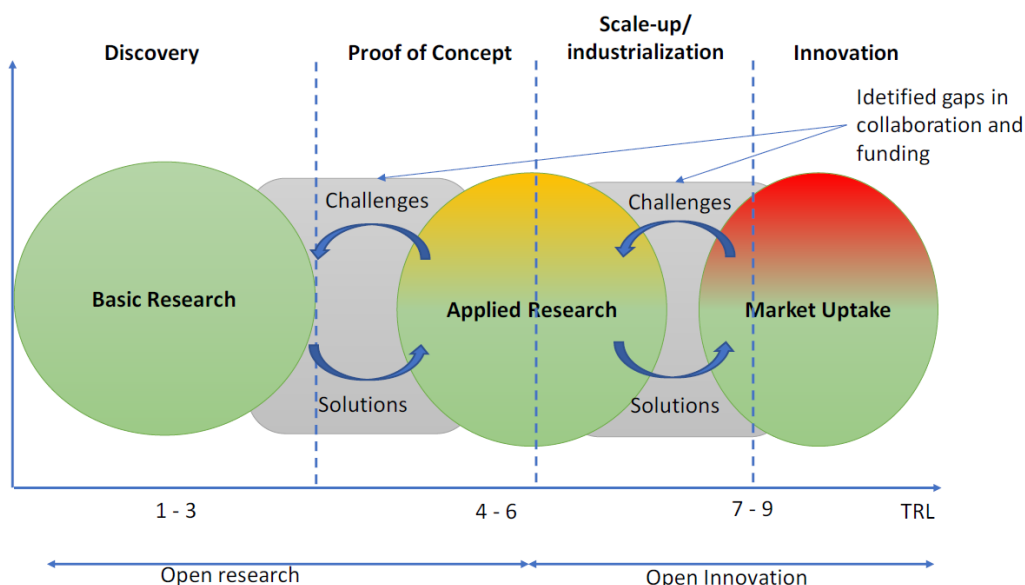 Discovery
Proof of Concept
Scale-up/
industrialization
Innovation
Idetified gaps in
collaboration and
funding
Challenges
Challenges
Basic Research
Applied Research
Market Uptake
Solutions
Solutions
1 - 3
4 - 6
7 - 9
TRL
Open research
Open Innovation